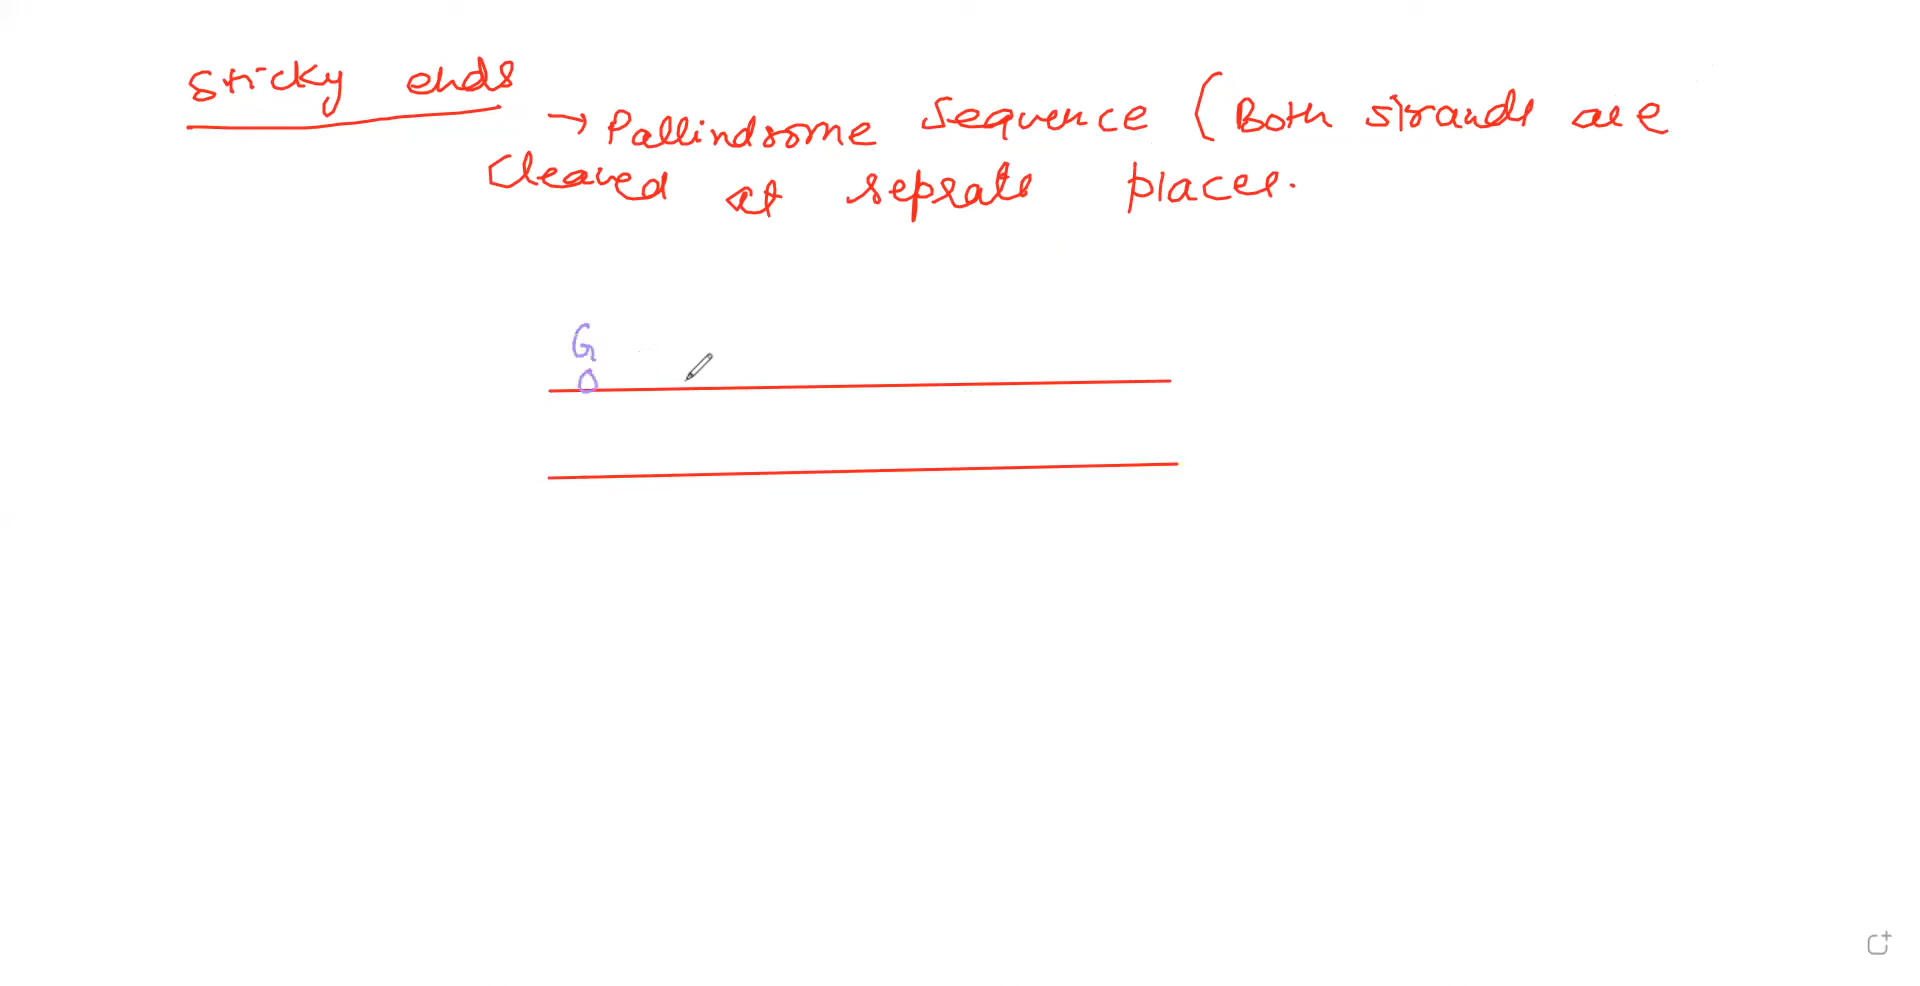 Sticky ends
→ Pallindrome Sequence (Both strands are
Cleaved at seprate places.
G